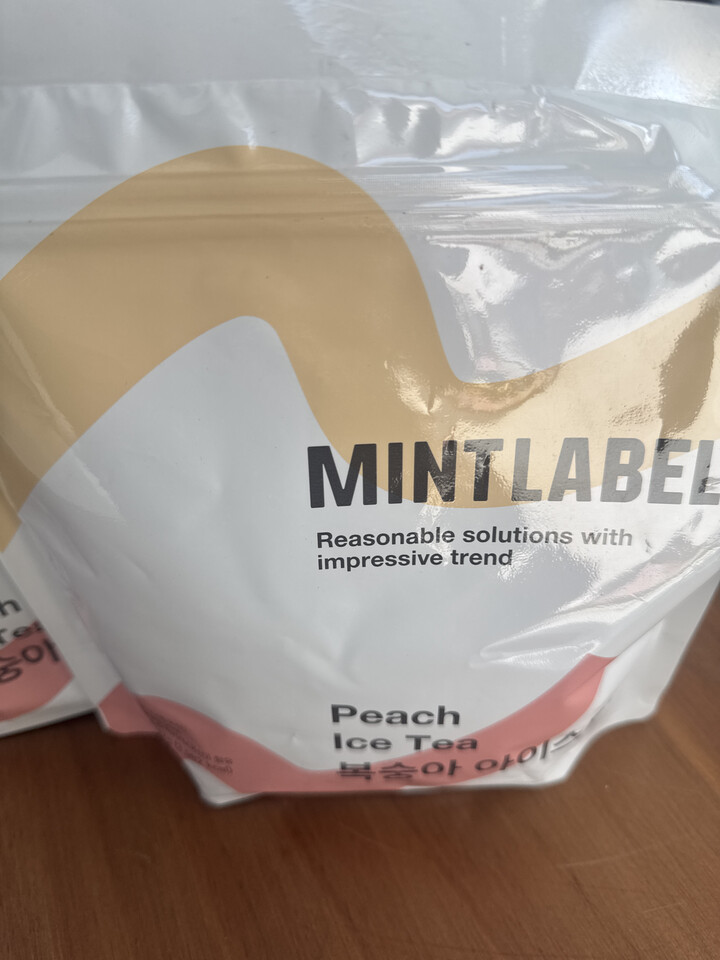 MINTLABEL
Reasonable solutions with
impressive trend
Peach
Ice Tea
복숭아 아이스